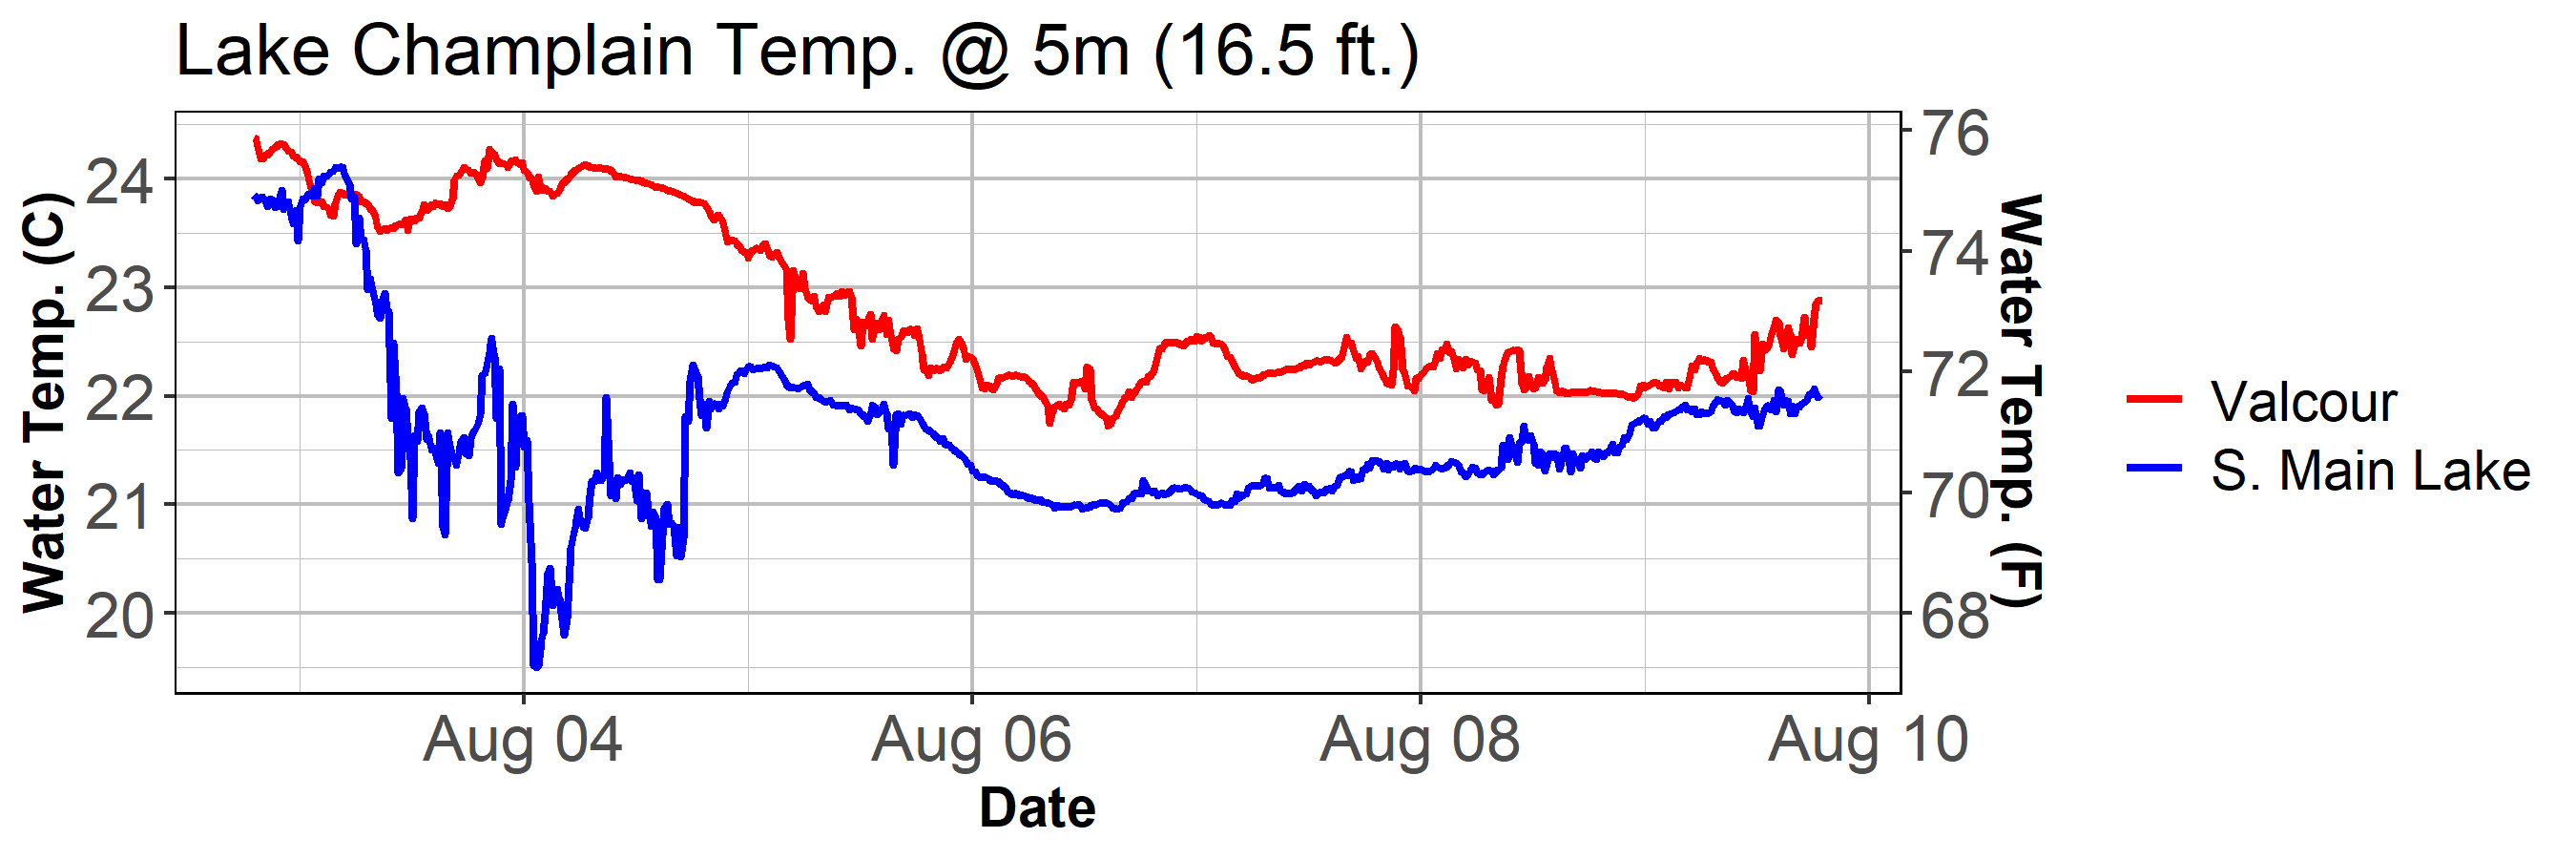 Lake Champlain Temp. @ 5m (16.5 ft.)
Water Temp. (C)
24
23
22
21
20
76
74
72
70
68
Water Temp. (F)
Aug 04
Aug 06
Aug 08
Aug 10
Date
Valcour
S. Main Lake